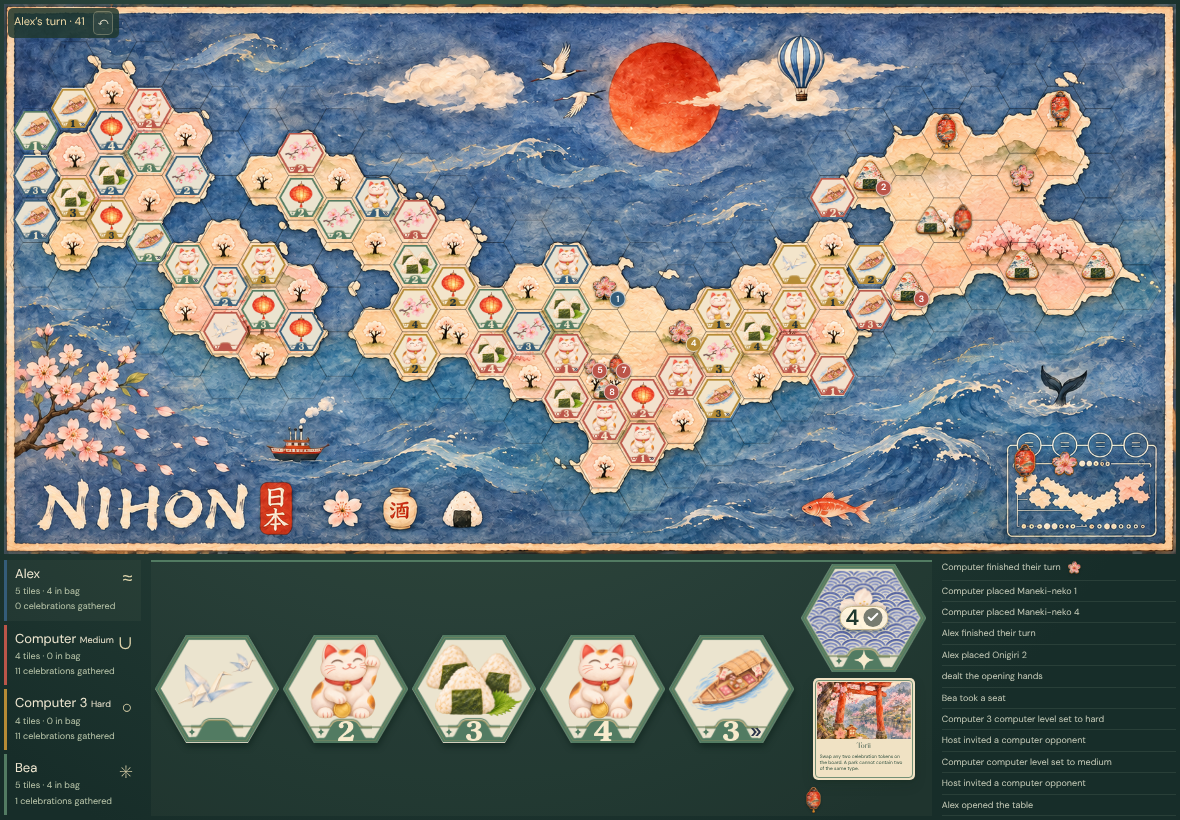 Alex's turn · 41
NIHON
日本
酒
Alex
5 tiles · 4 in bag
0 celebrations gathered
Computer Medium
4 tiles · 0 in bag
11 celebrations gathered
Computer 3 Hard
4 tiles · 0 in bag
11 celebrations gathered
Bea
5 tiles · 4 in bag
1 celebrations gathered
2
3
4
3 »
4
Torii
Swap any two celebration tokens on
the board. A park cannot contain two
of the same type.
Computer finished their turn
Computer placed Maneki-neko 1
Computer placed Maneki-neko 4
Alex finished their turn
Alex placed Onigiri 2
dealt the opening hands
Bea took a seat
Computer 3 computer level set to hard
Host invited a computer opponent
Computer computer level set to medium
Host invited a computer opponent
Alex opened the table